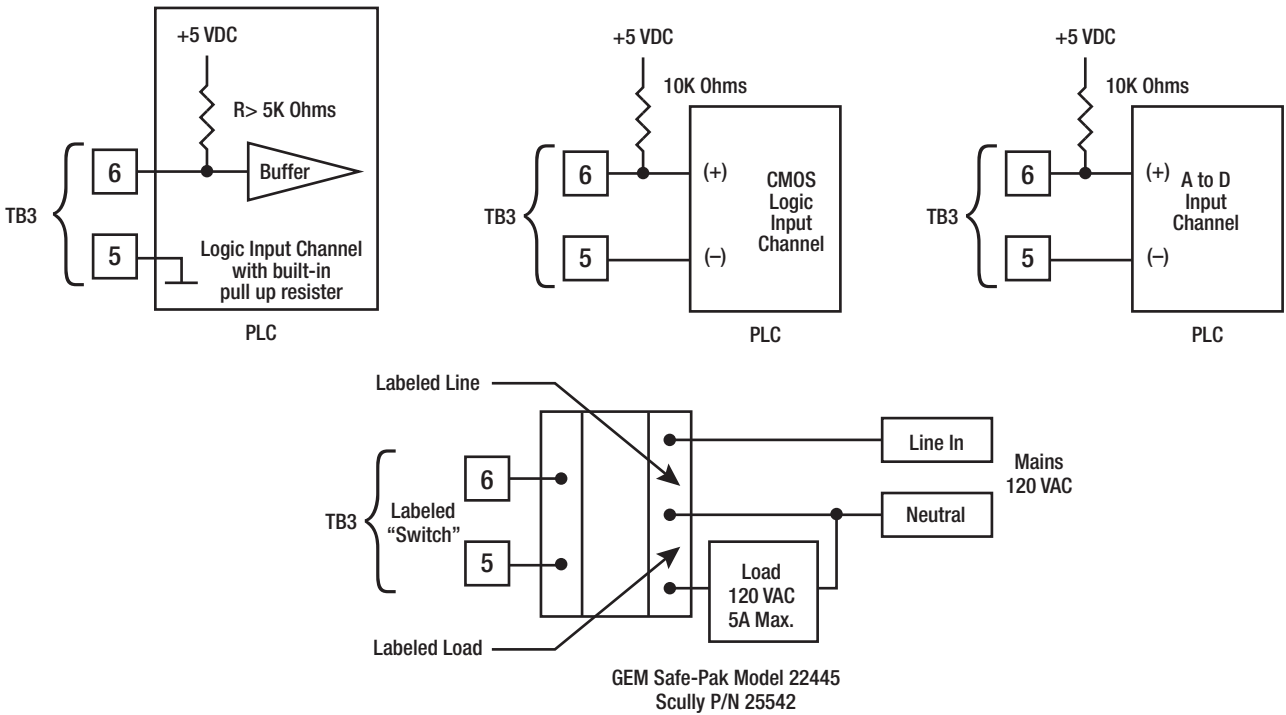 +5 VDC
R> 5K Ohms
TB3
6
Buffer
5
Logic Input Channel
with built-in
pull up resister
PLC
+5 VDC
10K Ohms
TB3
6
(+)
CMOS
Logic
Input
Channel
5
(–)
PLC
+5 VDC
10K Ohms
TB3
6
(+)
A to D
Input
Channel
5
(–)
PLC
Labeled Line
TB3
6
Labeled
“Switch”
5
Line In
Mains
120 VAC
Neutral
Load
120 VAC
5A Max.
Labeled Load
GEM Safe-Pak Model 22445
Scully P/N 25542